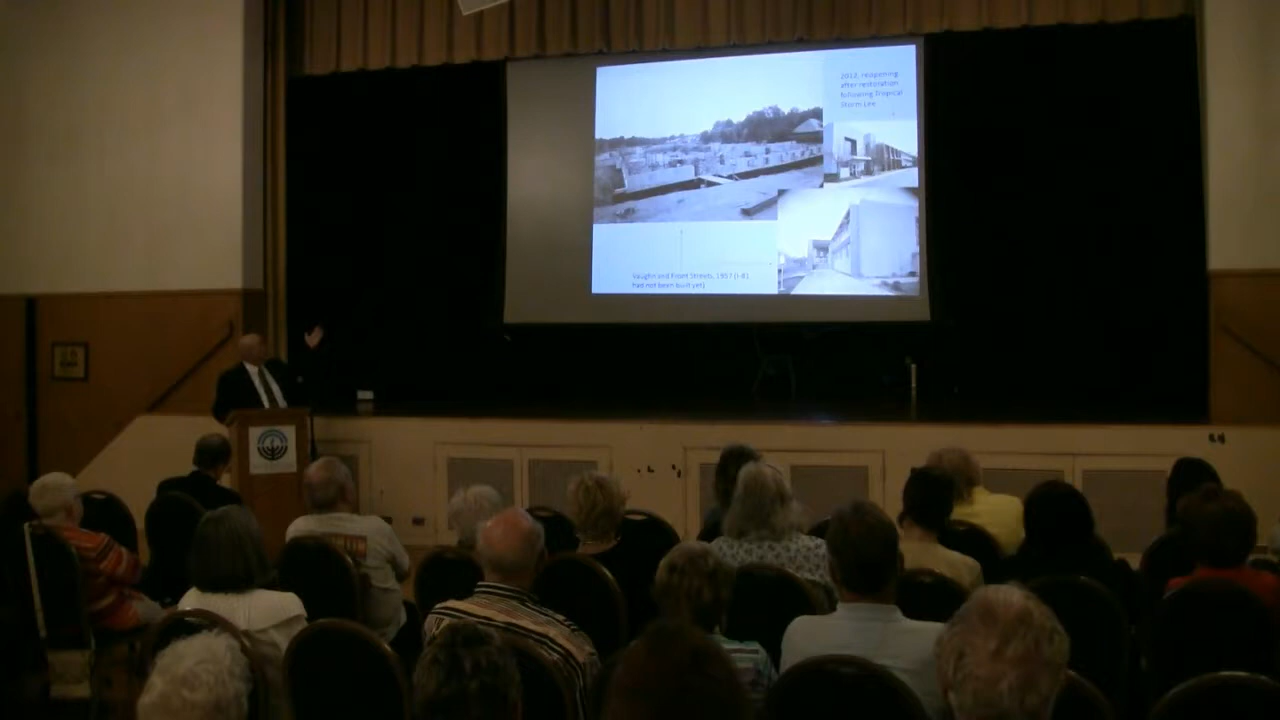 2012, reopening
after restoration
following Tropical
Storm Lee
Vaughn and Front Streets, 1957 (I-81
had not been built yet)